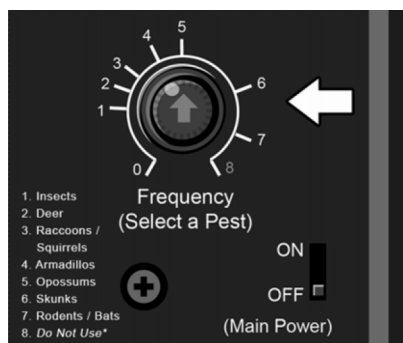 5
4
3
6
2
1
7
0
8
Frequency
(Select a Pest)
1. Insects
2. Deer
3. Raccoons /
Squirrels
4. Armadillos
5. Opossums
6. Skunks
7. Rodents / Bats
8. Do Not Use*
ON
OFF
(Main Power)